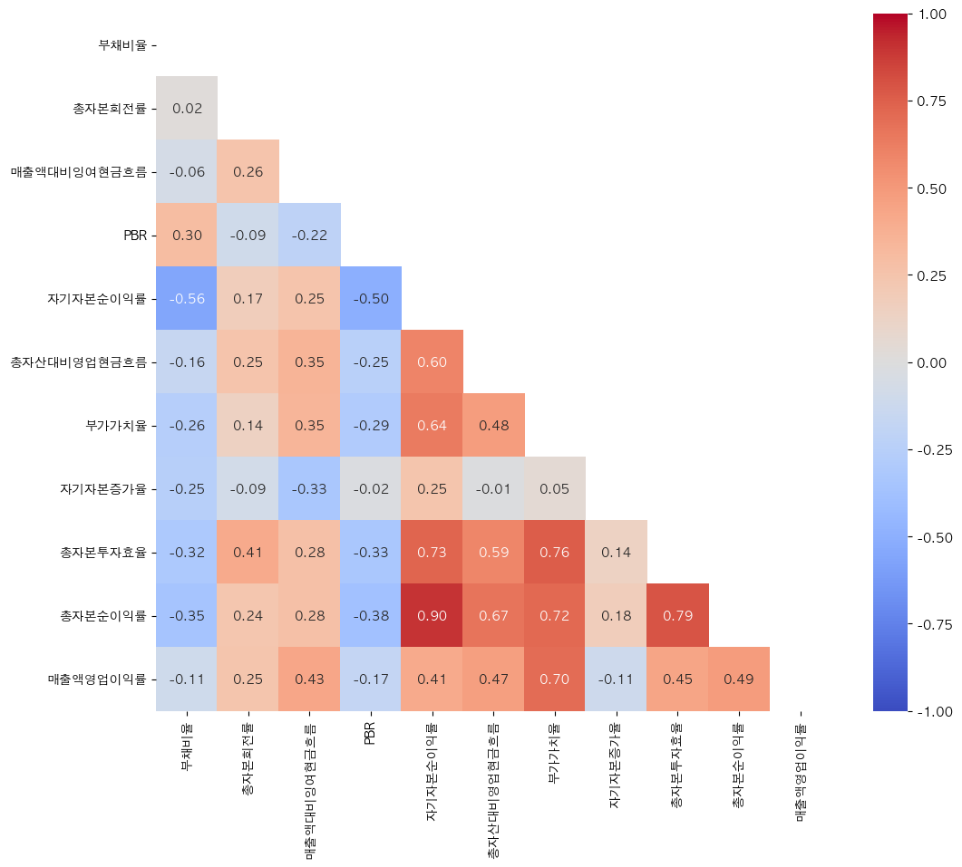 1.00
부채비율
총자본회전률 0.02 0.75
매출액대비잉여현금흐름 -0.06 0.26
PBR 0.30 -0.09 -0.22 0.50
자기자본순이익률 -0.56 0.17 0.25 -0.50 0.25
총자산대비영업현금흐름 -0.16 0.25 0.35 -0.25 0.60 0.00
부가가치율 -0.26 0.14 0.35 -0.29 0.64 0.48 -0.25
자기자본증가율 -0.25 -0.09 -0.33 -0.02 0.25 -0.01 0.05
총자본투자효율 -0.32 0.41 0.28 -0.33 0.73 0.59 0.76 0.14 -0.50
총자본순이익률 -0.35 0.24 0.28 -0.38 0.90 0.67 0.72 0.18 0.79 -0.75
매출액영업이익률 -0.11 0.25 0.43 -0.17 0.41 0.47 0.70 -0.11 0.45 0.49
-1.00
부채비율
총자본회전률
매출액대비잉여현금흐름
PBR
자기자본순이익률
총자산대비영업현금흐름
부가가치율
자기자본증가율
총자본투자효율
총자본순이익률
매출액영업이익률